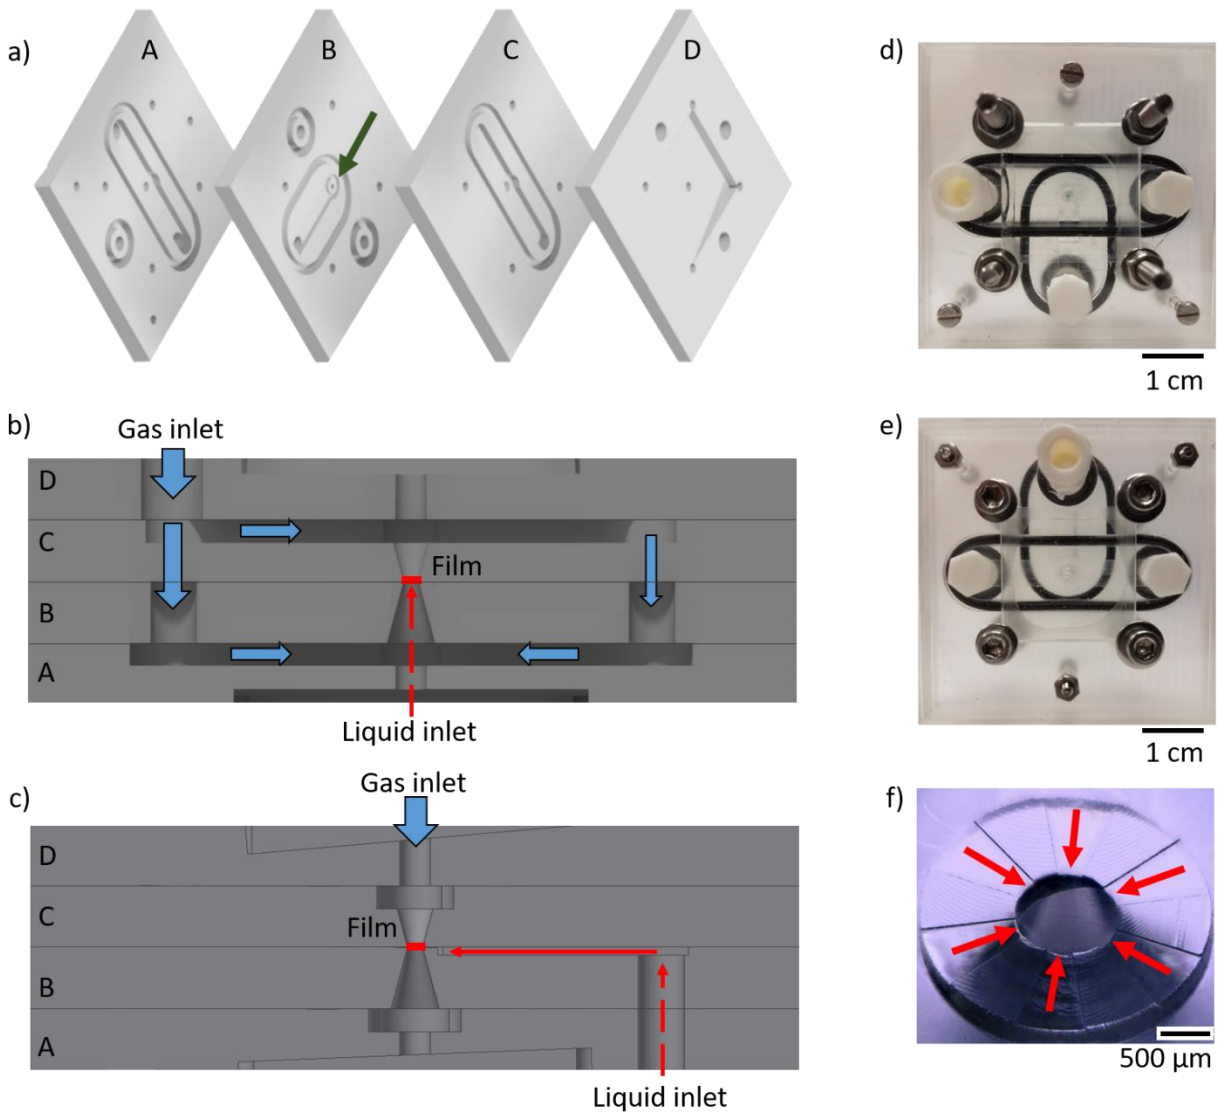 a)
A
B
C
D
b)
Gas inlet
D
C
Film
B
A
Liquid inlet
c)
Gas inlet
D
C
Film
B
A
Liquid inlet
d)
1 cm
e)
1 cm
f)
500 µm